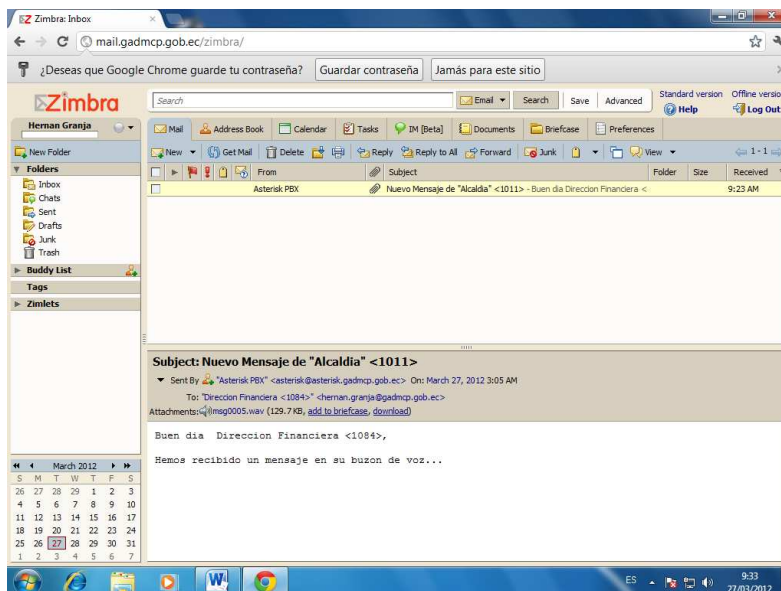 Zimbra: Inbox
mail.gadmcp.gob.ec/zimbra/
¿Deseas que Google Chrome guarde tu contraseña? Guardar contraseña Jamás para este sitio
Zimbra
Search Email Search Save Advanced Standard version Offline versio
Help Log Out
Hernan Granja
Mail Address Book Calendar Tasks IM [Beta] Documents Briefcase Preferences
New Folder
New Get Mail Delete Reply Reply to All Forward Junk View 1 - 1
Folders
Inbox
Chats
Sent
Drafts
Junk
Trash
Buddy List
Tags
Zimlets
From Subject Folder Size Received
Asterisk PBX Nuevo Mensaje de "Alcaldia" <1011> - Buen dia Direccion Financiera < 9:23 AM
Subject: Nuevo Mensaje de "Alcaldia" <1011>
Sent By "Asterisk PBX" <asterisk@asterisk.gadmcp.gob.ec> On: March 27, 2012 3:05 AM
To: "Direccion Financiera <1084>" <hernan.granja@gadmcp.gob.ec>
Attachments: msg0005.wav (129.7 KB, add to briefcase, download)
Buen dia Direccion Financiera <1084>,
Hemos recibido un mensaje en su buzon de voz...
March 2012
S M T W T F S
26 27 28 29 1 2 3
4 5 6 7 8 9 10
11 12 13 14 15 16 17
18 19 20 21 22 23 24
25 26 27 28 29 30 31
1 2 3 4 5 6 7
ES 9:33
27/03/2012